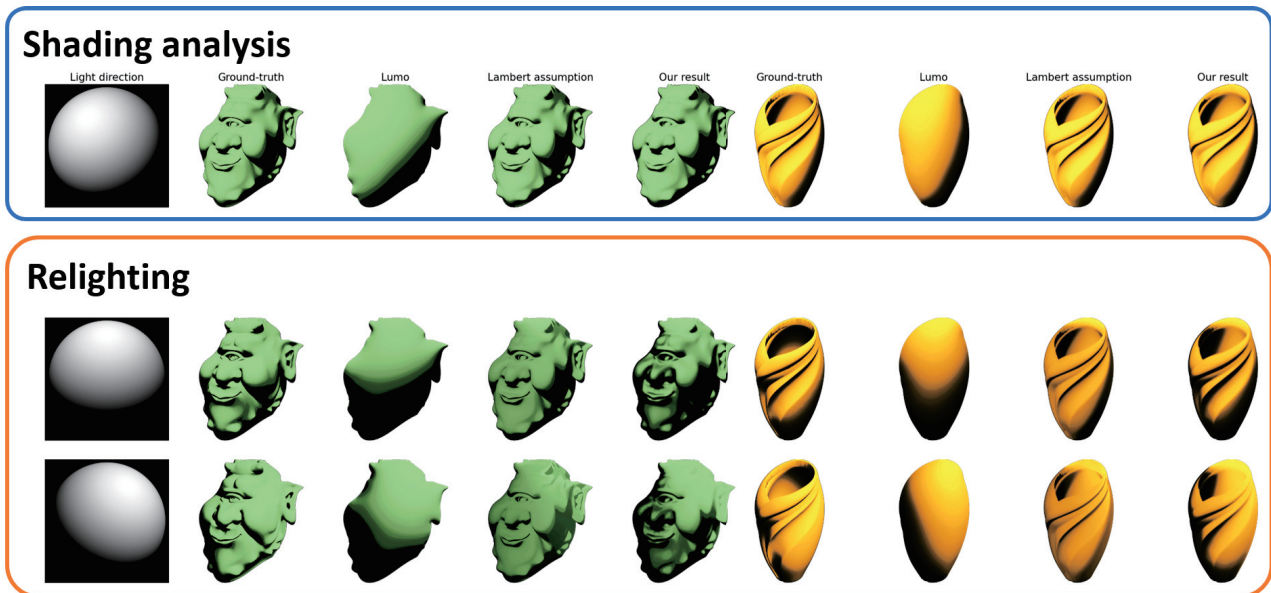 Shading analysis
Light direction Ground-truth Lumo Lambert assumption Our result Ground-truth Lumo Lambert assumption Our result
Relighting